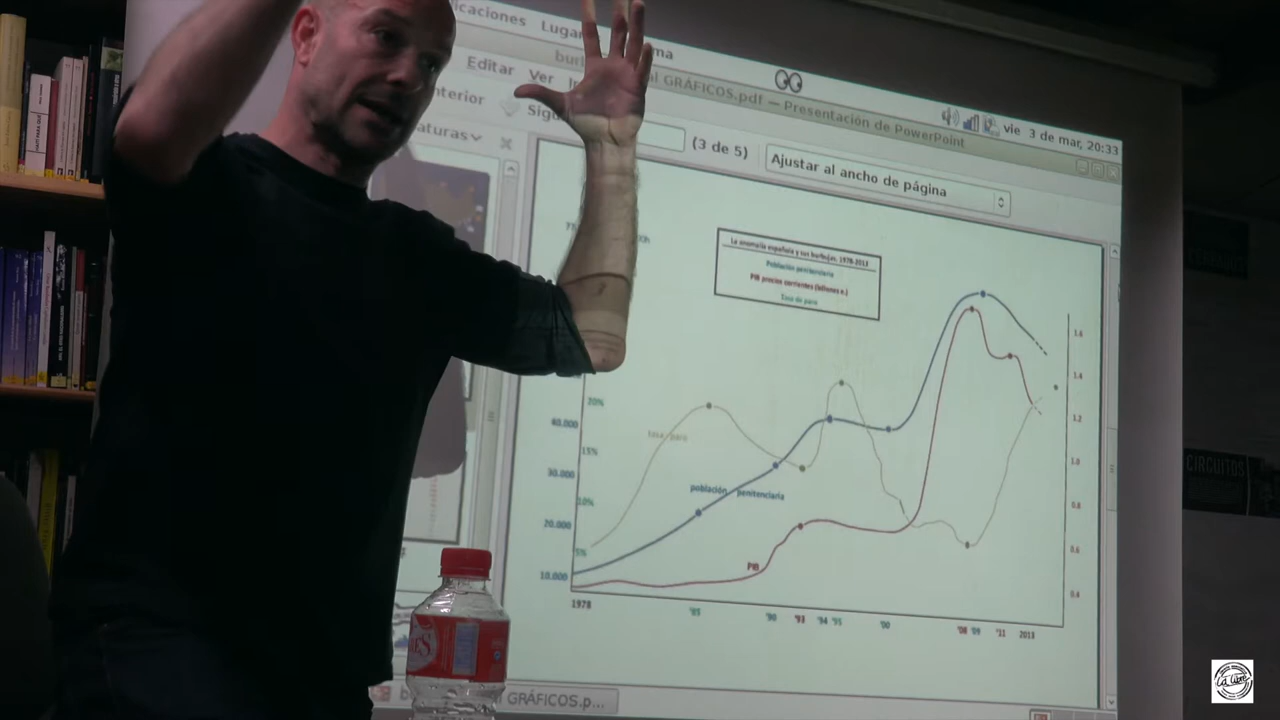 caciones Lugar ma
GRÁFICOS.pdf — Presentación de PowerPoint
vie 3 de mar, 20:33
Editar Ver
nterior
(3 de 5)
Ajustar al ancho de página
aturas
La anomalía española y sus burbujas. 1978-2013
Población penitenciaria
PIB precios corrientes (billones e.)
Tasa de paro
20%
40.000
15%
30.000
10%
20.000
5%
10.000
tasa paro
población penitenciaria
PIB
1.6
1.4
1.2
1.0
0.8
0.6
0.4
1978
'85
'90
'93
'94 '95
'00
'08 '09
'11
2013
GRÁFICOS.p...
CIRCUITOS